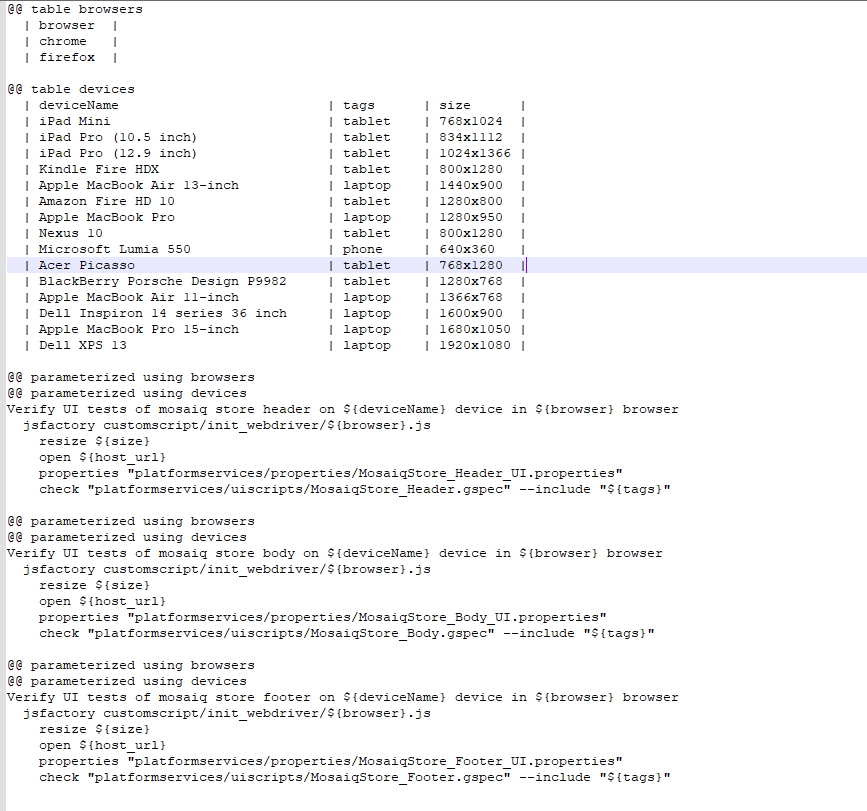 @@ table browsers
  | browser  |
  | chrome   |
  | firefox  |

@@ table devices
  | deviceName                          | tags      | size      |
  | iPad Mini                           | tablet    | 768x1024  |
  | iPad Pro (10.5 inch)                | tablet    | 834x1112  |
  | iPad Pro (12.9 inch)                | tablet    | 1024x1366 |
  | Kindle Fire HDX                     | tablet    | 800x1280  |
  | Apple MacBook Air 13-inch           | laptop    | 1440x900  |
  | Amazon Fire HD 10                   | tablet    | 1280x800  |
  | Apple MacBook Pro                   | laptop    | 1280x950  |
  | Nexus 10                            | tablet    | 800x1280  |
  | Microsoft Lumia 550                 | phone     | 640x360   |
  | Acer Picasso                        | tablet    | 768x1280  |
  | BlackBerry Porsche Design P9982     | tablet    | 1280x768  |
  | Apple MacBook Air 11-inch           | laptop    | 1366x768  |
  | Dell Inspiron 14 series 36 inch     | laptop    | 1600x900  |
  | Apple MacBook Pro 15-inch           | laptop    | 1680x1050 |
  | Dell XPS 13                         | laptop    | 1920x1080 |

@@ parameterized using browsers
@@ parameterized using devices
Verify UI tests of mosaiq store header on ${deviceName} device in ${browser} browser
  jsfactory customscript/init_webdriver/${browser}.js
    resize ${size}
    open ${host_url}
    properties "platformservices/properties/MosaiqStore_Header_UI.properties"
    check "platformservices/uiscripts/MosaiqStore_Header.gspec" --include "${tags}"

@@ parameterized using browsers
@@ parameterized using devices
Verify UI tests of mosaiq store body on ${deviceName} device in ${browser} browser
  jsfactory customscript/init_webdriver/${browser}.js
    resize ${size}
    open ${host_url}
    properties "platformservices/properties/MosaiqStore_Body_UI.properties"
    check "platformservices/uiscripts/MosaiqStore_Body.gspec" --include "${tags}"

@@ parameterized using browsers
@@ parameterized using devices
Verify UI tests of mosaiq store footer on ${deviceName} device in ${browser} browser
  jsfactory customscript/init_webdriver/${browser}.js
    resize ${size}
    open ${host_url}
    properties "platformservices/properties/MosaiqStore_Footer_UI.properties"
    check "platformservices/uiscripts/MosaiqStore_Footer.gspec" --include "${tags}"